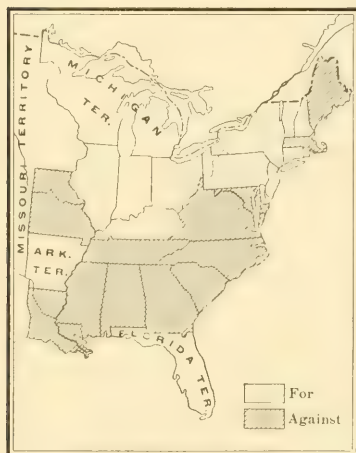 MICHIGAN
TER.
MISSOURI TERRITORY
ARK.
TER.
FLORIDA TER.
For
Against